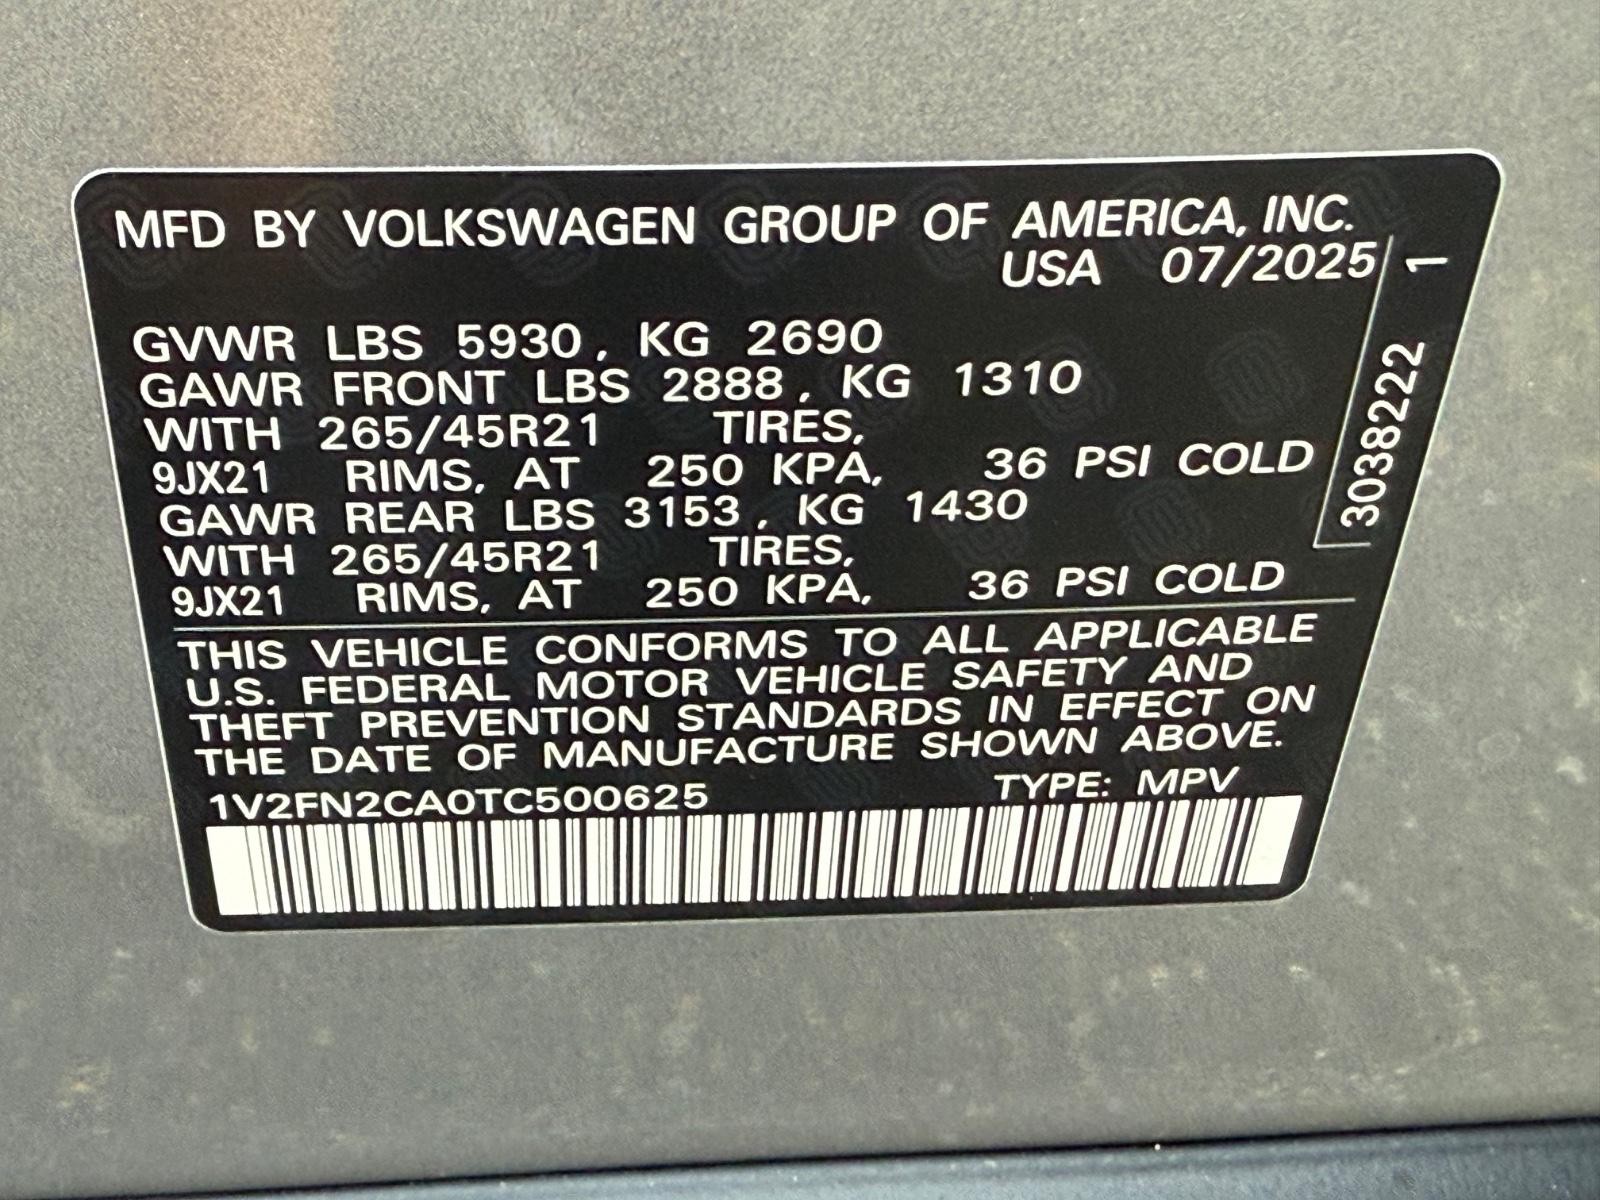 MFD BY VOLKSWAGEN GROUP OF AMERICA, INC.
USA 07/2025
GVWR LBS 5930, KG 2690
GAWR FRONT LBS 2888, KG 1310
WITH 265/45R21 TIRES,
9JX21 RIMS, AT 250 KPA, 36 PSI COLD
GAWR REAR LBS 3153, KG 1430
WITH 265/45R21 TIRES,
9JX21 RIMS, AT 250 KPA, 36 PSI COLD
THIS VEHICLE CONFORMS TO ALL APPLICABLE
U.S. FEDERAL MOTOR VEHICLE SAFETY AND
THEFT PREVENTION STANDARDS IN EFFECT ON
THE DATE OF MANUFACTURE SHOWN ABOVE.
1V2FN2CA0TC500625 TYPE: MPV
3038222 1